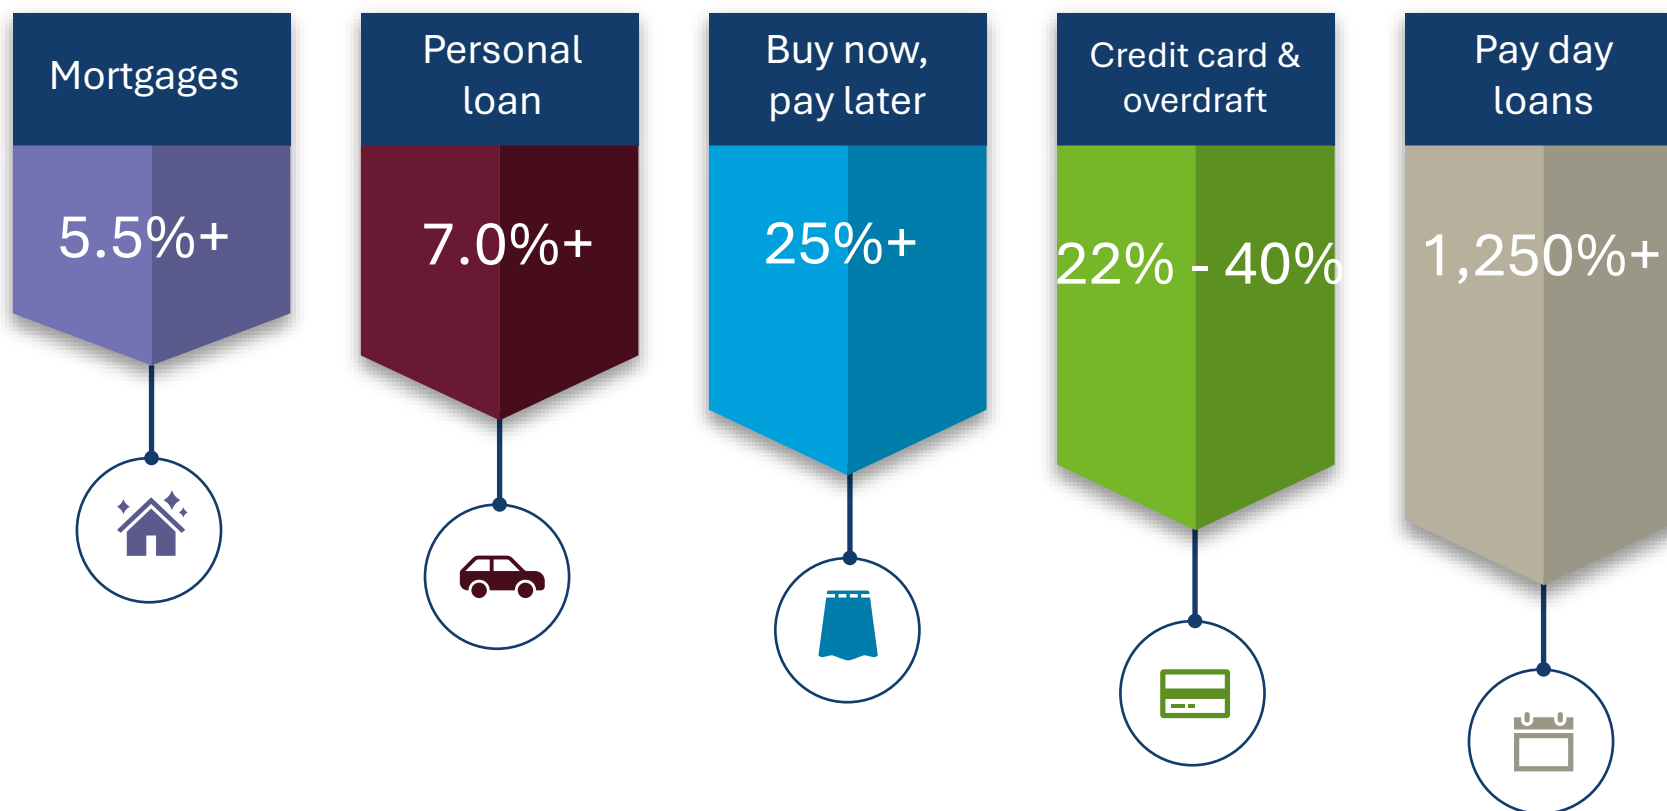 Mortgages
5.5%+
Personal
loan
7.0%+
Buy now,
pay later
25%+
Credit card &
overdraft
22% - 40%
Pay day
loans
1,250%+